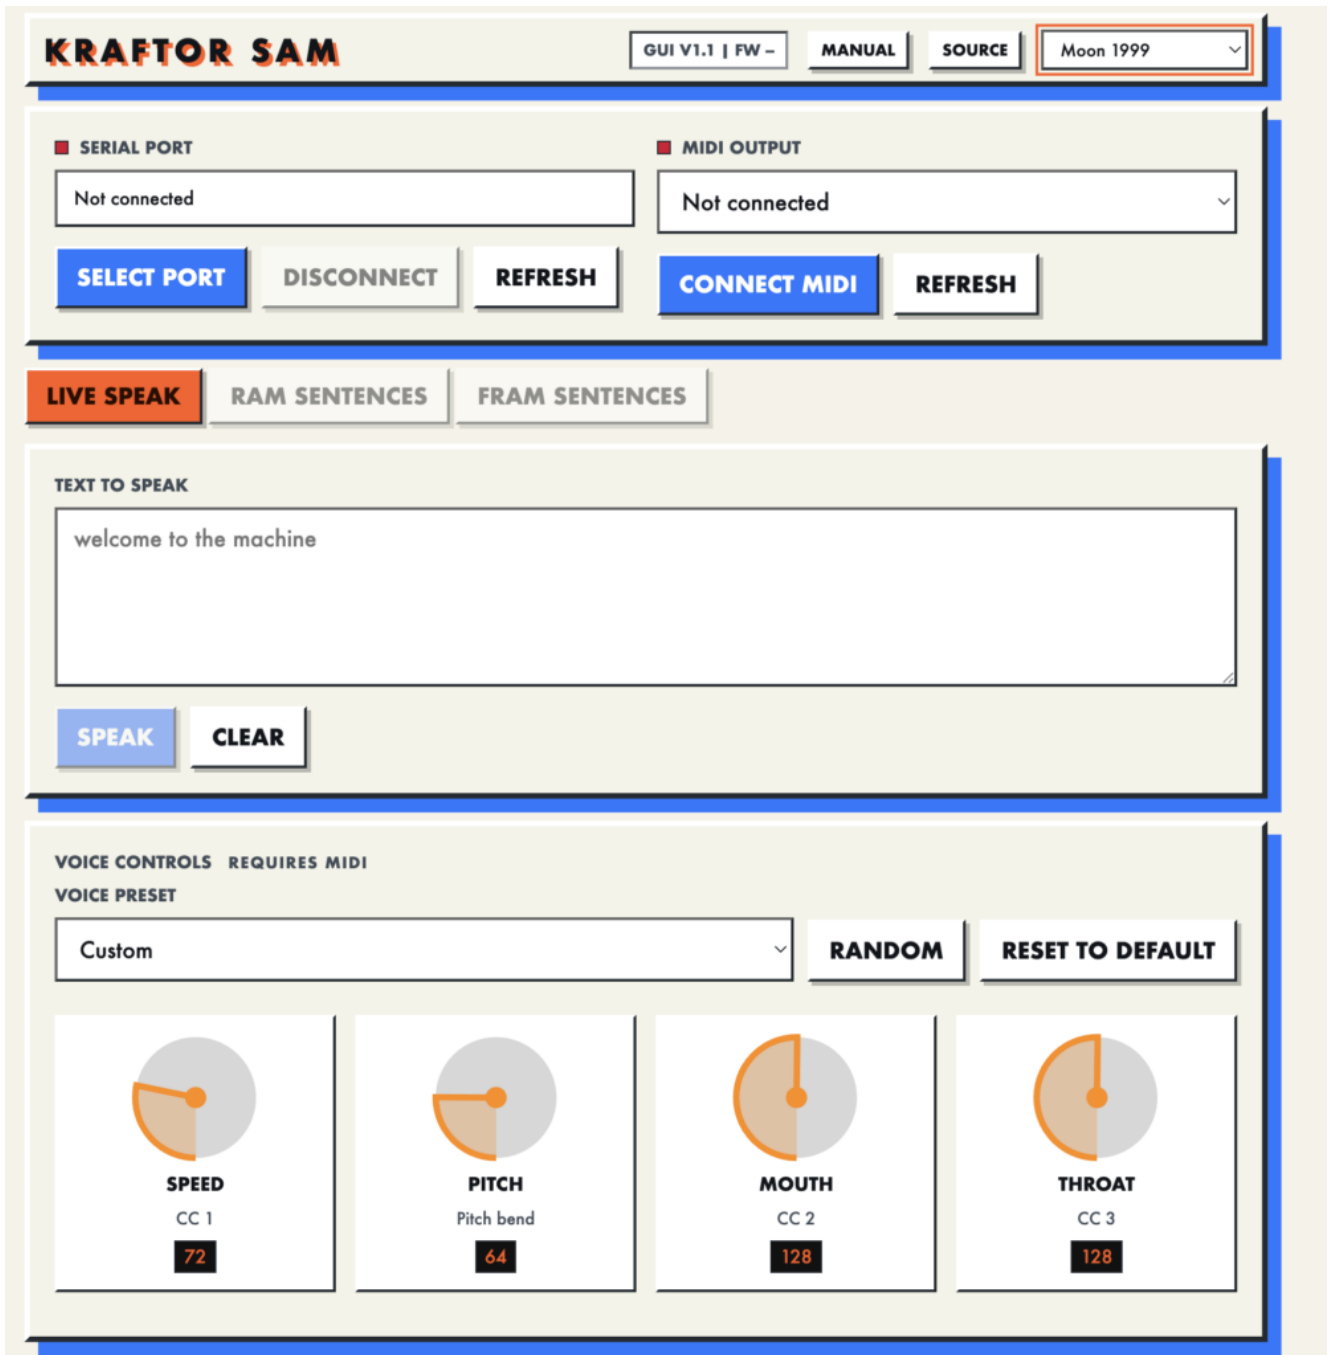 KRAFTOR SAM
GUI V1.1 | FW –
MANUAL
SOURCE
Moon 1999
SERIAL PORT
Not connected
SELECT PORT
DISCONNECT
REFRESH
MIDI OUTPUT
Not connected
CONNECT MIDI
REFRESH
LIVE SPEAK
RAM SENTENCES
FRAM SENTENCES
TEXT TO SPEAK
welcome to the machine
SPEAK
CLEAR
VOICE CONTROLS REQUIRES MIDI
VOICE PRESET
Custom
RANDOM
RESET TO DEFAULT
SPEED
CC 1
72
PITCH
Pitch bend
64
MOUTH
CC 2
128
THROAT
CC 3
128